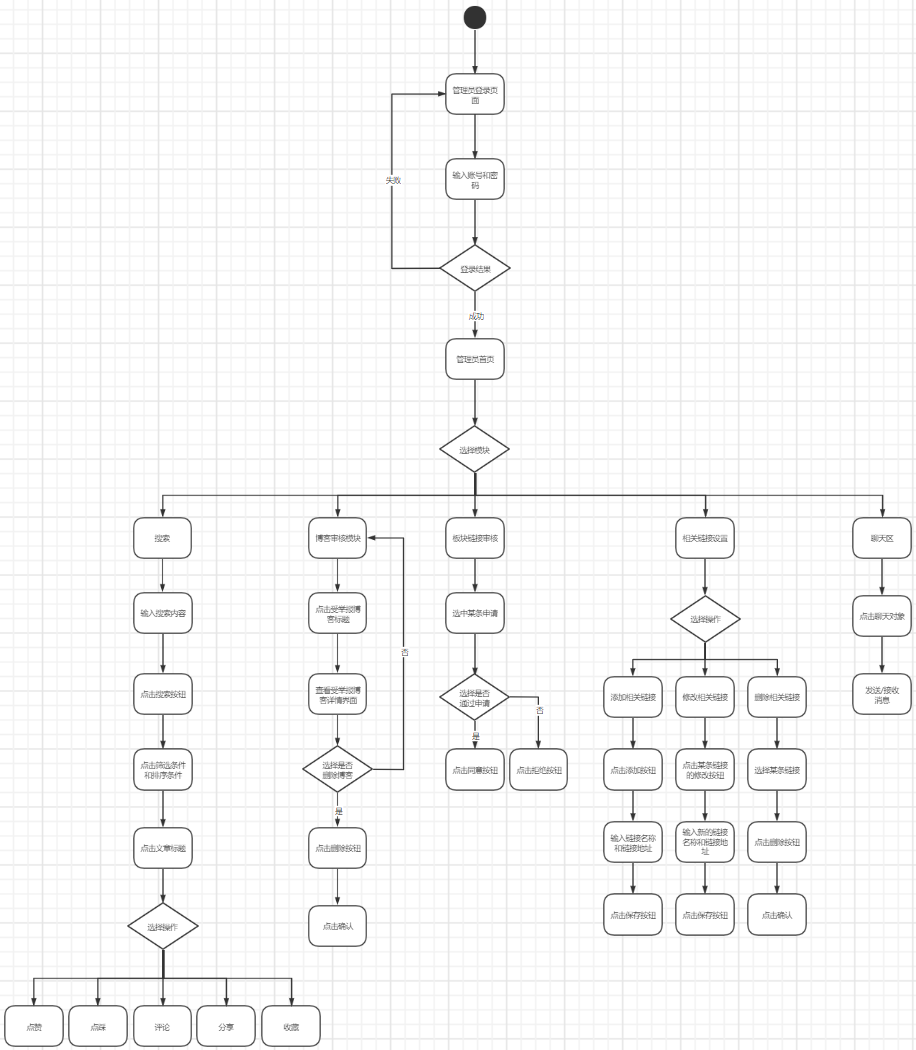 管理员登录页
面
输入账号和密
码
失败
登录结果
成功
管理员首页
选择模块
搜索
博客审核模块
板块链接审核
相关链接设置
聊天区
输入搜索内容
点击受举报博
客标题
选中某条申请
选择操作
点击聊天对象
否
点击搜索按钮
查看受举报博
客详情界面
选择是否
通过申请
否
添加相关链接
修改相关链接
删除相关链接
发送/接收
消息
是
点击筛选条件
和排序条件
选择是否
删除博客
点击同意按钮
点击拒绝按钮
点击添加按钮
点击某条链接
的修改按钮
选择某条链接
是
点击文章标题
点击删除按钮
输入链接名称
和链接地址
输入新的链接
名称和链接地
址
点击删除按钮
选择操作
点击确认
点击保存按钮
点击保存按钮
点击确认
点赞
点踩
评论
分享
收藏